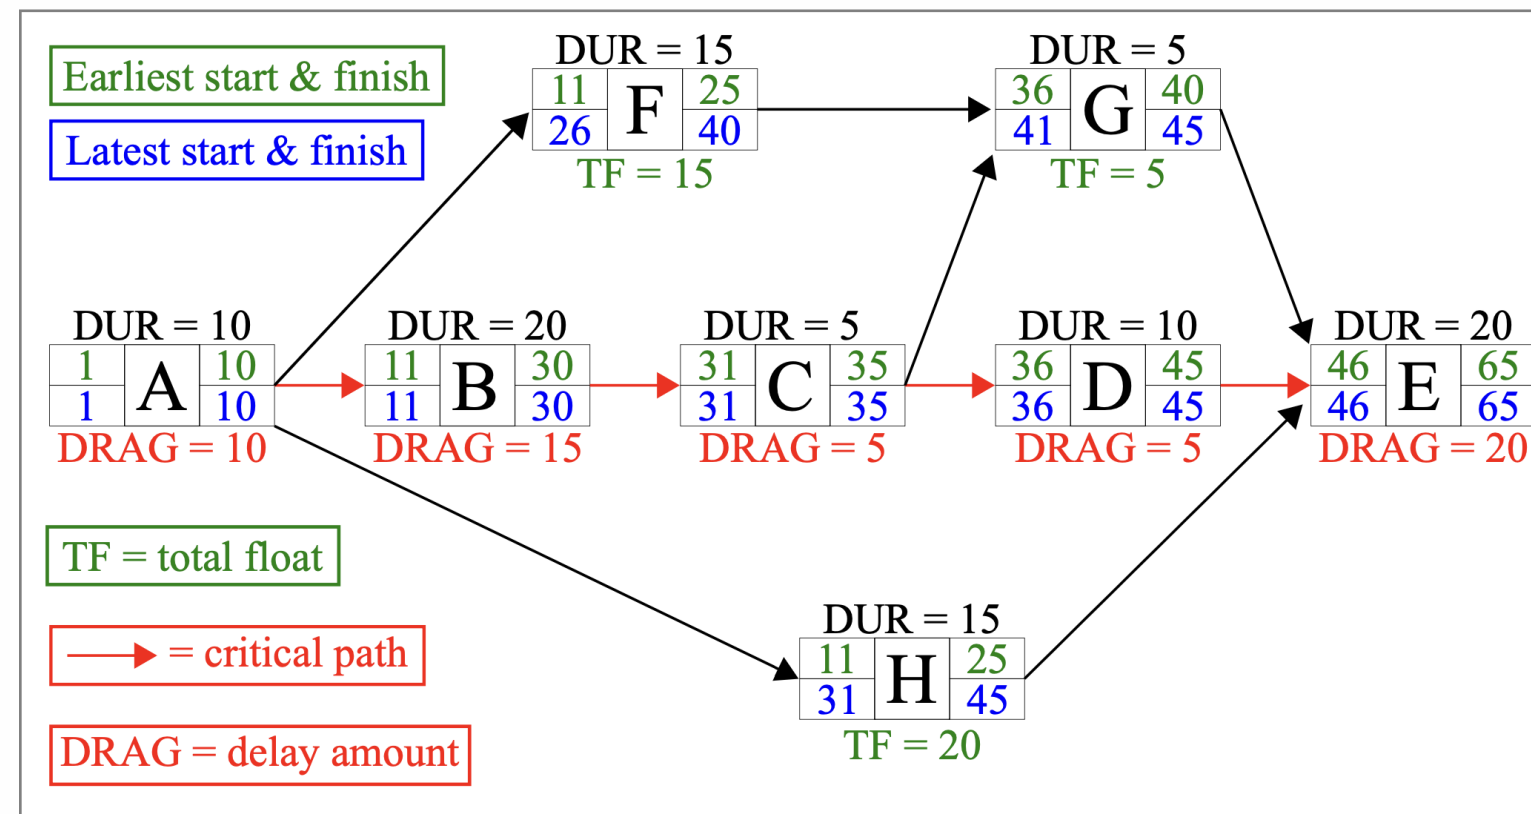 Earliest start & finish
Latest start & finish
DUR = 15
11 F 25
26 40
TF = 15
DUR = 5
36 G 40
41 45
TF = 5
DUR = 10
1 A 10
1 10
DRAG = 10
DUR = 20
11 B 30
11 30
DRAG = 15
DUR = 5
31 C 35
31 35
DRAG = 5
DUR = 10
36 D 45
36 45
DRAG = 5
DUR = 20
46 E 65
46 65
DRAG = 20
TF = total float
= critical path
DRAG = delay amount
DUR = 15
11 H 25
31 45
TF = 20